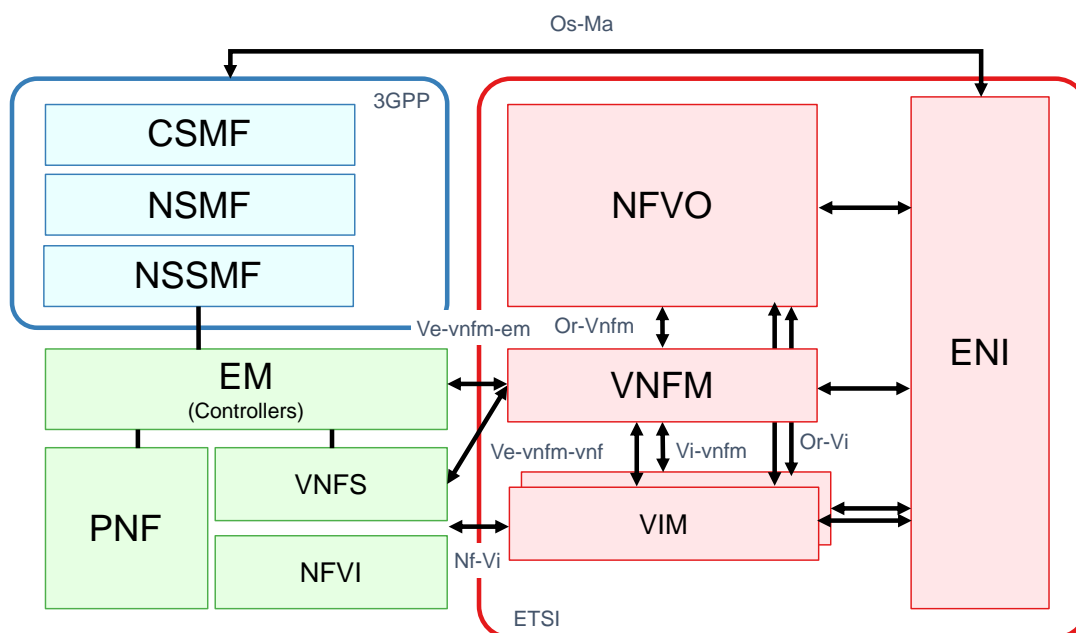 Os-Ma
3GPP
CSMF
NSMF
NSSMF
NFVO
ENI
Ve-vnfm-em
Or-Vnfm
EM
(Controllers)
VNFM
Ve-vnfm-vnf
Vi-vnfm
Or-Vi
PNF
VNFS
VIM
Nf-Vi
NFVI
ETSI